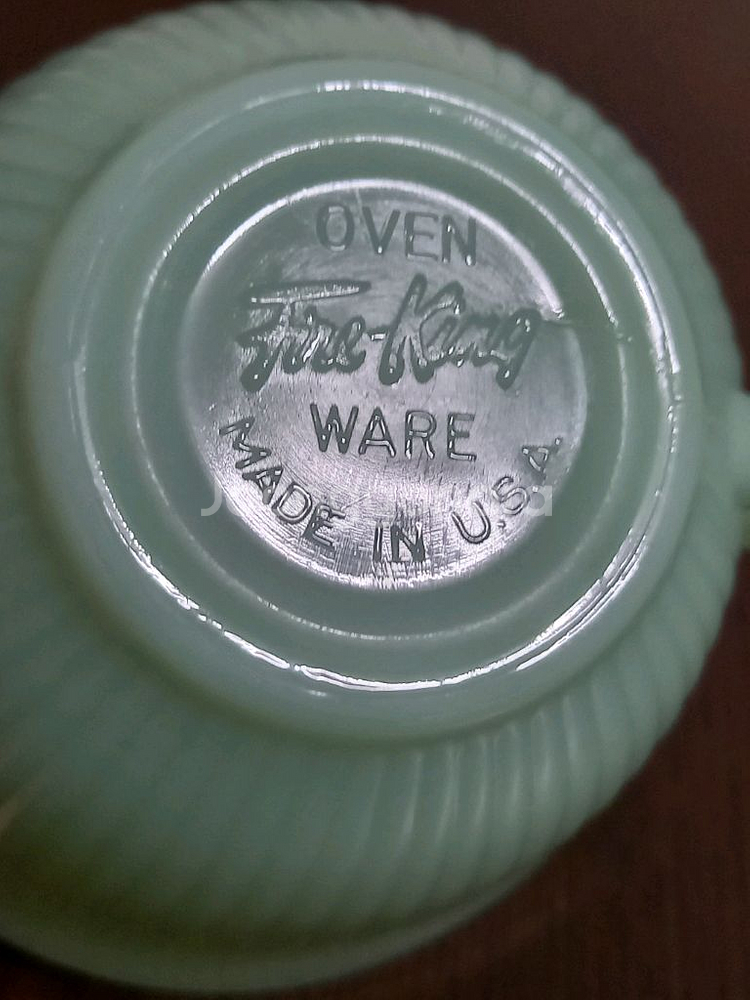 OVEN
Fire-King
WARE
MADE IN U.S.A.